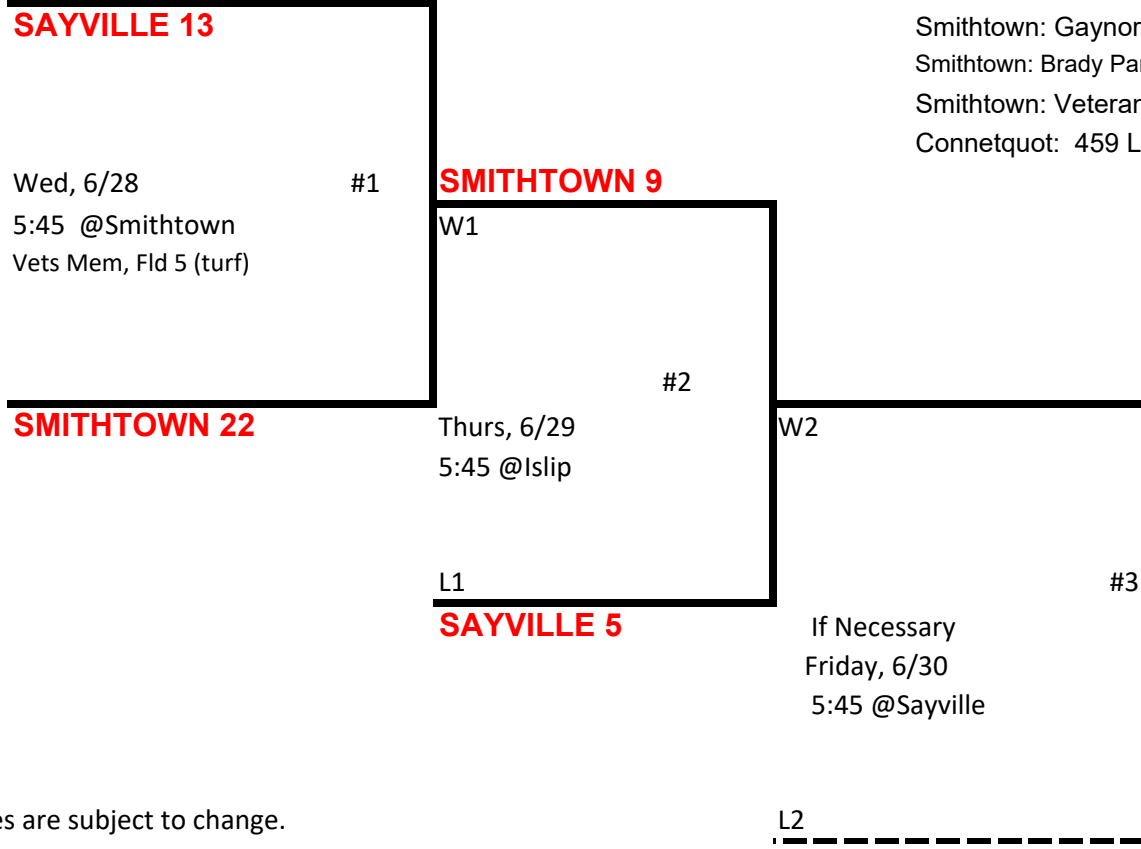 SAYVILLE 13
Smithtown: Gaynor
Smithtown: Brady
Smithtown:
Connetquot: 459
Wed, 6/28 #1
SMITHTOWN 9
5:45 @Smithtown
W1
Vets Mem, Fld 5 (turf)
#2
SMITHTOWN 22
Thurs, 6/29
W2
5:45 @Islip
L1
#3
SAYVILLE 5
If Necessary
Friday, 6/30
5:45 @Sayville
are subject to change.
L2